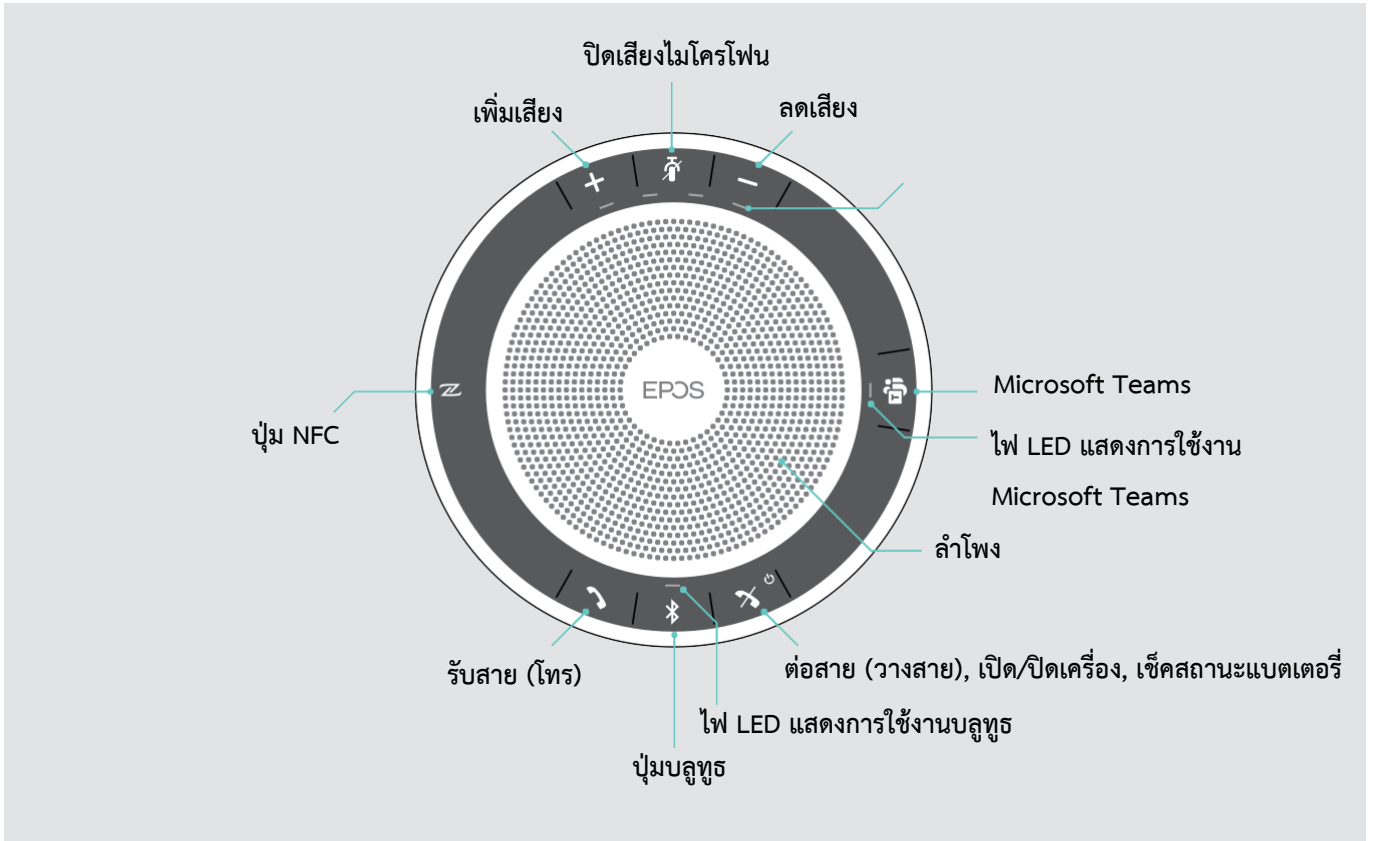 ปิดเสียงไมโครโฟน
เพิ่มเสียง
ลดเสียง
EPOS
Microsoft Teams
ปุ่ม NFC
ไฟ LED แสดงการใช้งาน
Microsoft Teams
ลำโพง
รับสาย (โทร)
ต่อสาย (วางสาย), เปิด/ปิดเครื่อง, เช็คสถานะแบตเตอรี่
ไฟ LED แสดงการใช้งานบลูทูธ
ปุ่มบลูทูธ